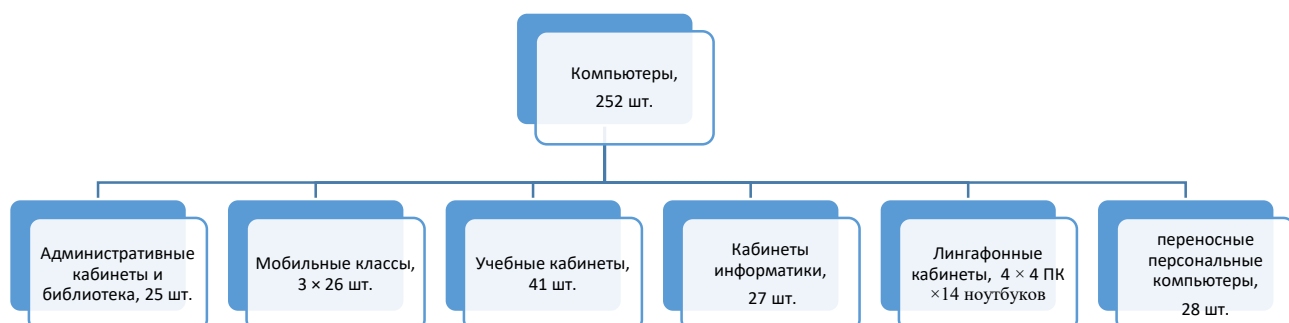 Компьютеры,
252 шт.
Административные
кабинеты и
библиотека, 25 шт.
Мобильные классы,
3 × 26 шт.
Учебные кабинеты,
41 шт.
Кабинеты
информатики,
27 шт.
Лингафонные
кабинеты, 4 × 4 ПК
×14 ноутбуков
переносные
персональные
компьютеры,
28 шт.